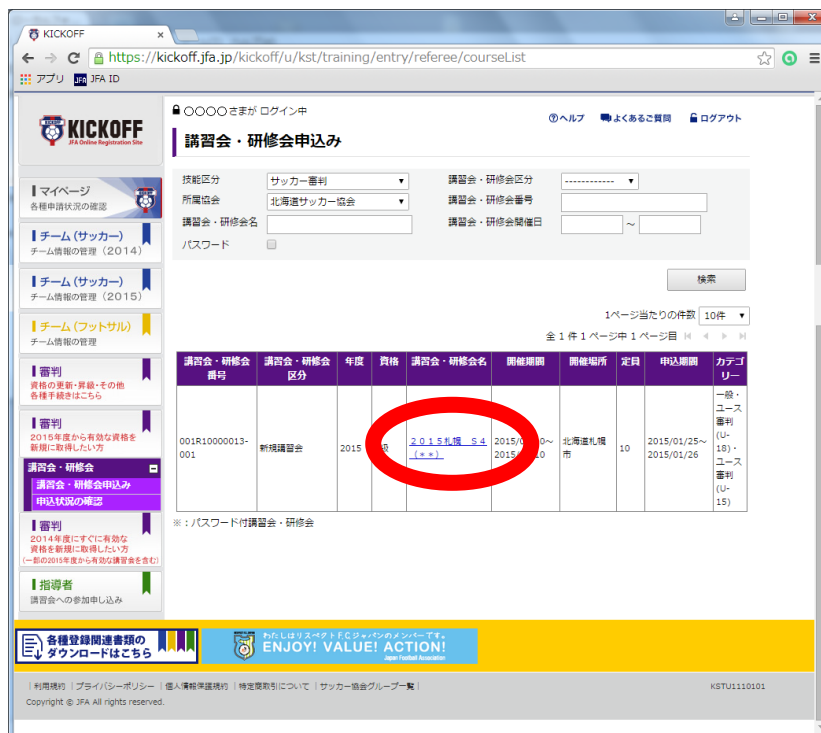 KICKOFF
https://kickoff.jfa.jp/kickoff/u/kst/training/entry/referee/courseList
アプリ JFA JFA ID
KICKOFF
JFA Online Registration Site
○○○○さまが ログイン中
ヘルプ よくあるご質問 ログアウト
講習会・研修会申込み
マイページ
各種申請状況の確認
チーム (サッカー)
チーム情報の管理 (2014)
チーム (サッカー)
チーム情報の管理 (2015)
チーム (フットサル)
チーム情報の管理
審判
資格の更新・昇級・その他
各種手続きはこちら
審判
2015年度から有効な資格を
新規に取得したい方
講習会・研修会
講習会・研修会申込み
申込状況の確認
審判
2014年度にすぐに有効な
資格を新規に取得したい方
(一部の2015年度から有効な講習会を含む)
指導者
講習会への参加申し込み
技能区分 サッカー審判 講習会・研修会区分 ------------
所属協会 北海道サッカー協会 講習会・研修会番号
講習会・研修会名 講習会・研修会開催日 ～
パスワード
検索
1ページ当たりの件数 10件
全 1 件 1 ページ中 1 ページ目
講習会・研修会番号 講習会・研修会区分 年度 資格 講習会・研修会名 開催期間 開催場所 定員 申込期間 カテゴリー
001R10000013-001 新規講習会 2015 級 2015札幌 S4 (**) 2015/0 0～2015/ 10 北海道札幌市 10 2015/01/25～2015/01/26 一般・ユース審判(U-18)・ユース審判(U-15)
※：パスワード付講習会・研修会
各種登録関連書類の
ダウンロードはこちら
わたしはリスペクトF.C.ジャパンのメンバーです。
ENJOY! VALUE! ACTION!
Japan Football Association
｜利用規約｜プライバシーポリシー｜個人情報保護規約｜特定商取引について｜サッカー協会グループ一覧｜
KSTU1110101
Copyright © JFA All rights reserved.